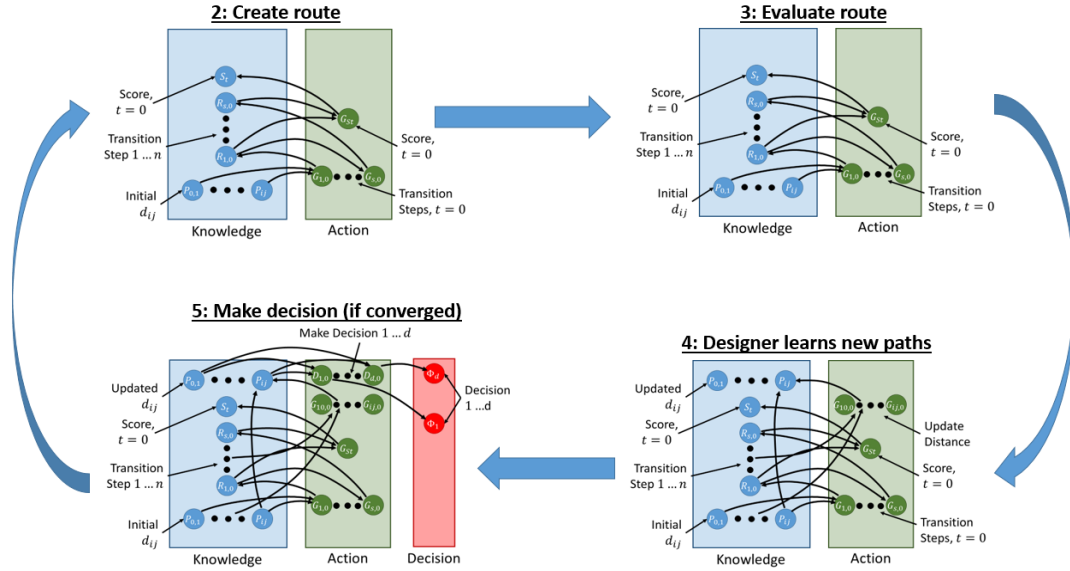 2: Create route
S_t
R_{s,0}
R_{1,0}
P_{0,1}
P_{ij}
G_{St}
G_{1,0}
G_{s,0}
Score,
t = 0
Transition
Step 1 … n
Initial
d_{ij}
Score,
t = 0
Transition
Steps, t = 0
Knowledge
Action
3: Evaluate route
S_t
R_{s,0}
R_{1,0}
P_{0,1}
P_{ij}
G_{St}
G_{1,0}
G_{s,0}
Score,
t = 0
Transition
Step 1 … n
Initial
d_{ij}
Score,
t = 0
Transition
Steps, t = 0
Knowledge
Action
5: Make decision (if converged)
Make Decision 1 … d
P_{0,1}
P_{ij}
D_{1,0}
D_{d,0}
Φ_d
G_{10,0}
G_{ij,0}
S_t
Φ_1
R_{s,0}
G_{St}
R_{1,0}
G_{1,0}
G_{s,0}
P_{0,1}
P_{ij}
Updated
d_{ij}
Score,
t = 0
Transition
Step 1 … n
Initial
d_{ij}
Decision
1 … d
Knowledge
Action
Decision
4: Designer learns new paths
P_{0,1}
P_{ij}
G_{10,0}
G_{ij,0}
S_t
R_{s,0}
G_{St}
R_{1,0}
G_{1,0}
G_{s,0}
P_{0,1}
P_{ij}
Updated
d_{ij}
Score,
t = 0
Transition
Step 1 … n
Initial
d_{ij}
Update
Distance
Score,
t = 0
Transition
Steps, t = 0
Knowledge
Action